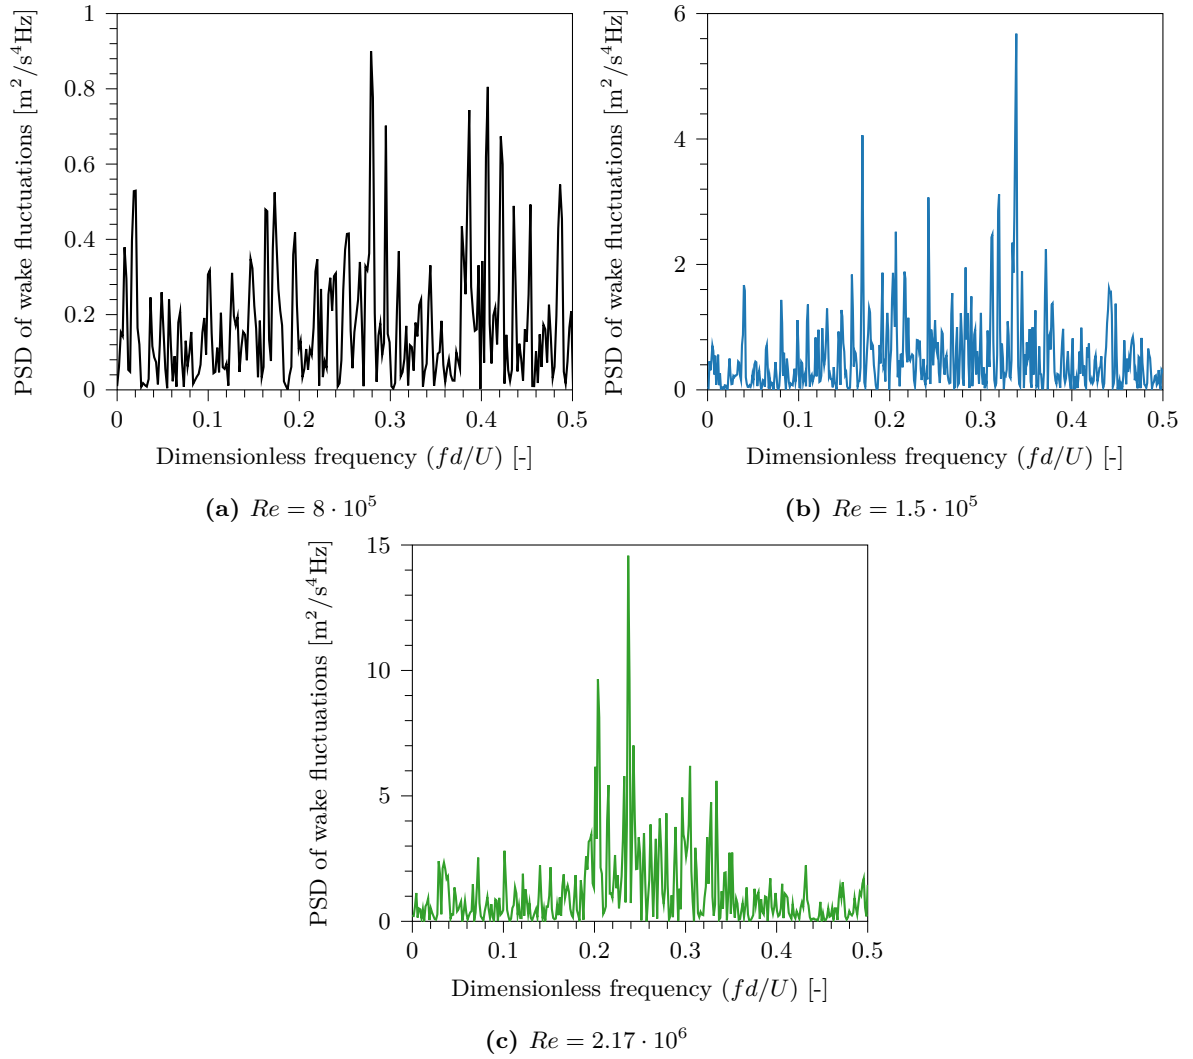 PSD of wake fluctuations [m²/s⁴Hz]
1
0.8
0.6
0.4
0.2
0
0 0.1 0.2 0.3 0.4 0.5
Dimensionless frequency (fd/U) [-]
(a) Re = 8 · 10⁵
PSD of wake fluctuations [m²/s⁴Hz]
6
4
2
0
0 0.1 0.2 0.3 0.4 0.5
Dimensionless frequency (fd/U) [-]
(b) Re = 1.5 · 10⁵
PSD of wake fluctuations [m²/s⁴Hz]
15
10
5
0
0 0.1 0.2 0.3 0.4 0.5
Dimensionless frequency (fd/U) [-]
(c) Re = 2.17 · 10⁶